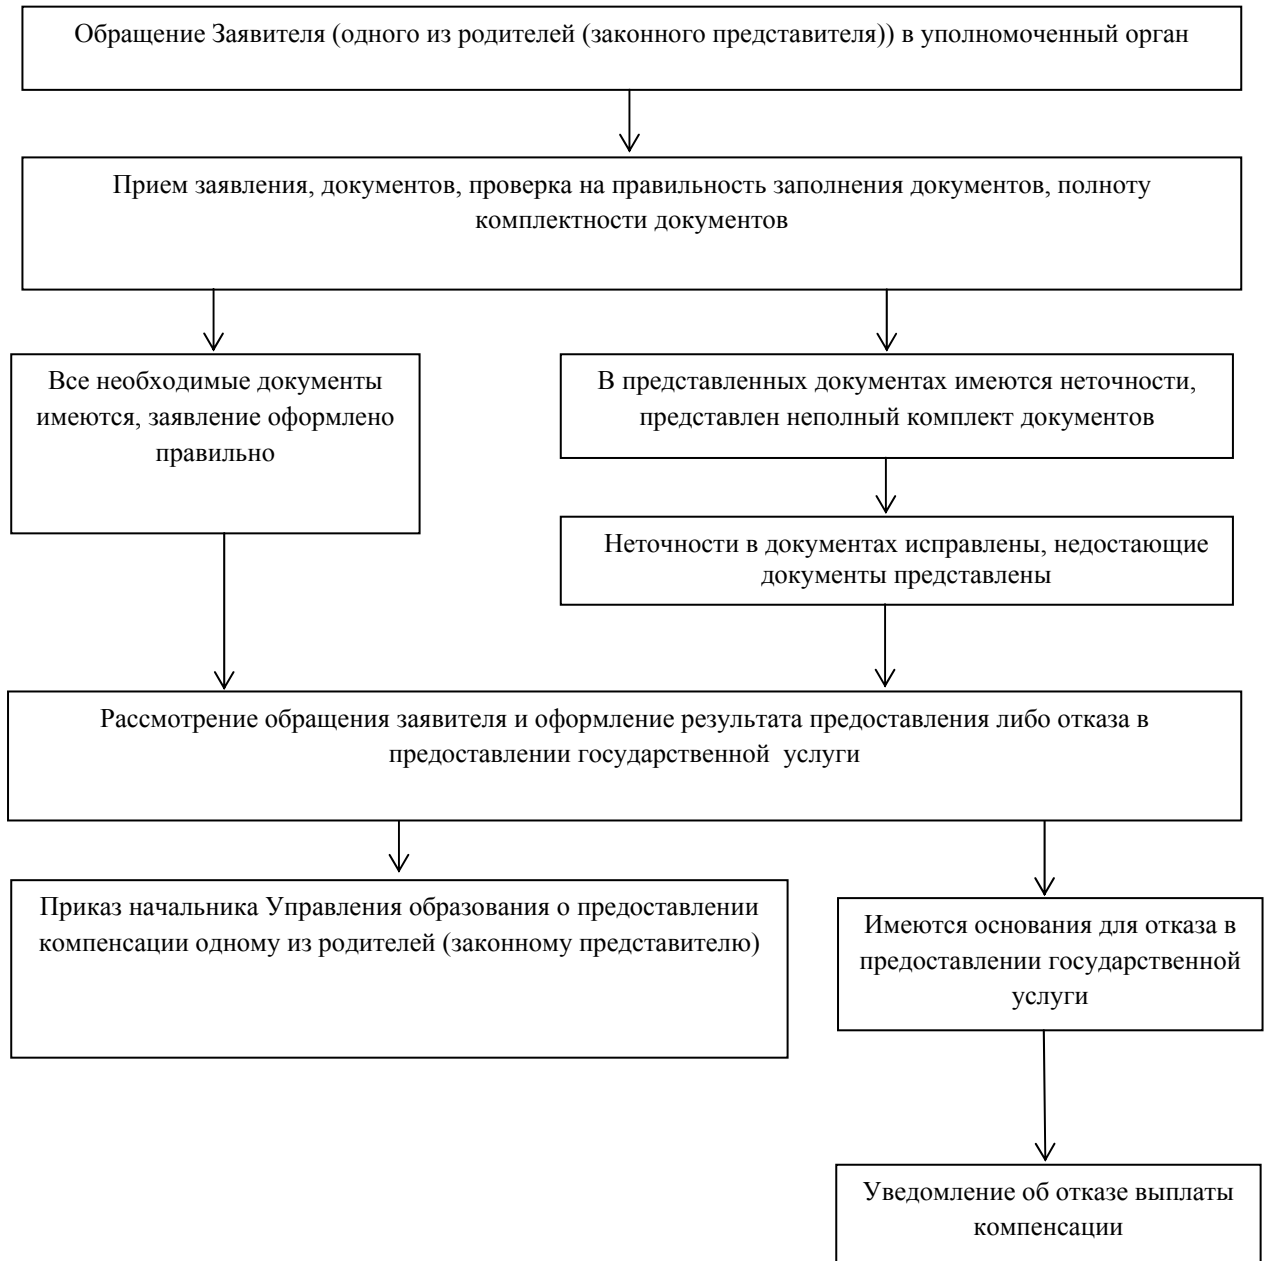 Обращение Заявителя (одного из родителей (законного представителя)) в уполномоченный орган
Прием заявления, документов, проверка на правильность заполнения документов, полноту
комплектности документов
Все необходимые документы
имеются, заявление оформлено
правильно
В представленных документах имеются неточности,
представлен неполный комплект документов
Неточности в документах исправлены, недостающие
документы представлены
Рассмотрение обращения заявителя и оформление результата предоставления либо отказа в
предоставлении государственной услуги
Приказ начальника Управления образования о предоставлении
компенсации одному из родителей (законному представителю)
Имеются основания для отказа в
предоставлении государственной
услуги
Уведомление об отказе выплаты
компенсации